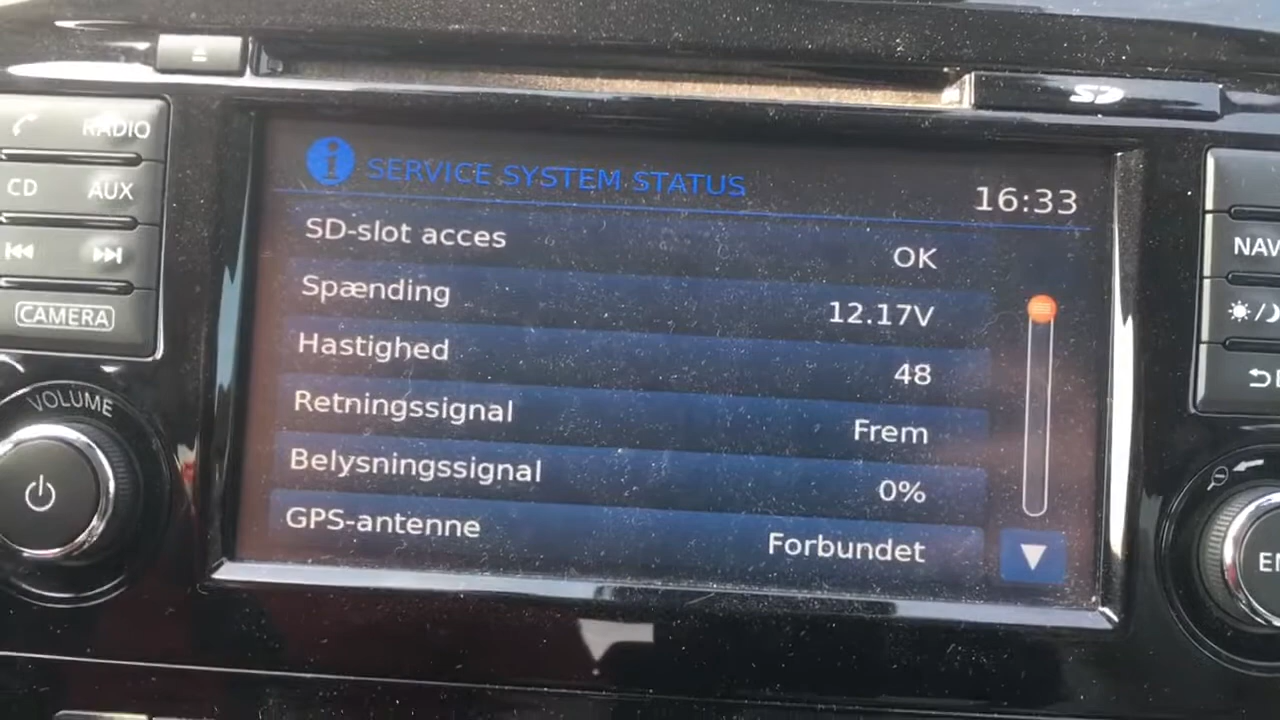 SD
RADIO
CD AUX
CAMERA
VOLUME
SERVICE SYSTEM STATUS
16:33
SD-slot acces OK
Spænding 12.17V
Hastighed 48
Retningssignal Frem
Belysningssignal 0%
GPS-antenne Forbundet
NAV